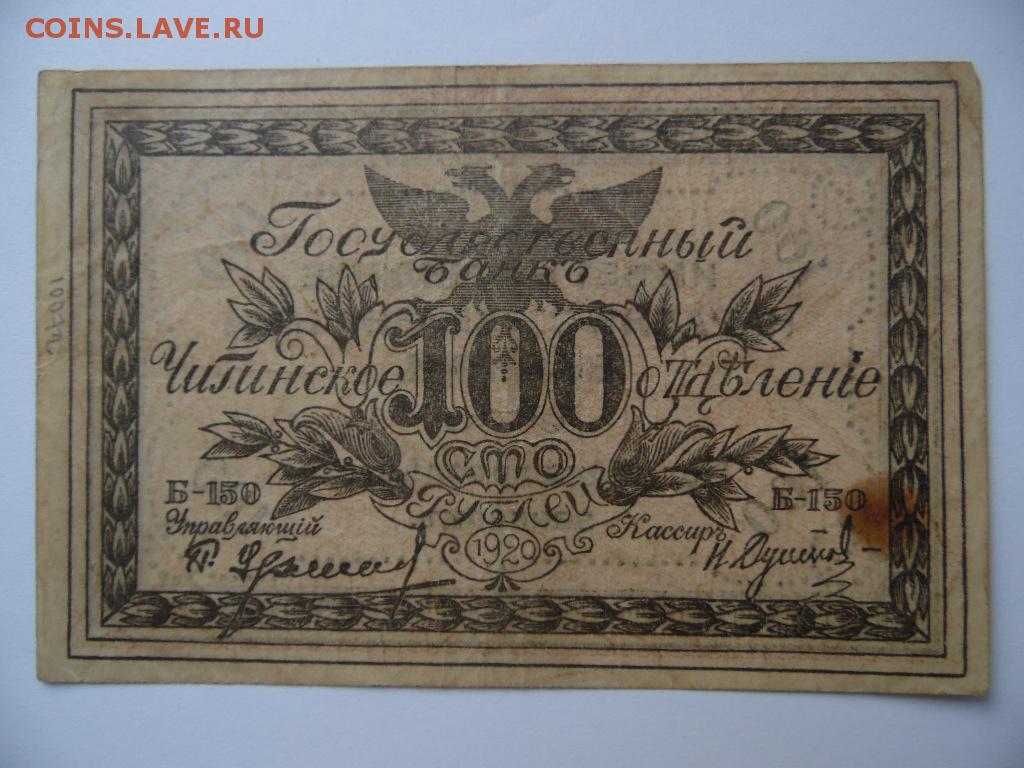 COINS.LAVE.RU
Государственный
банкъ
Читинское 100 отдѣленіе
СТО
РУБЛЕЙ
Б-150 Б-150
Управляющій Кассиръ
1920